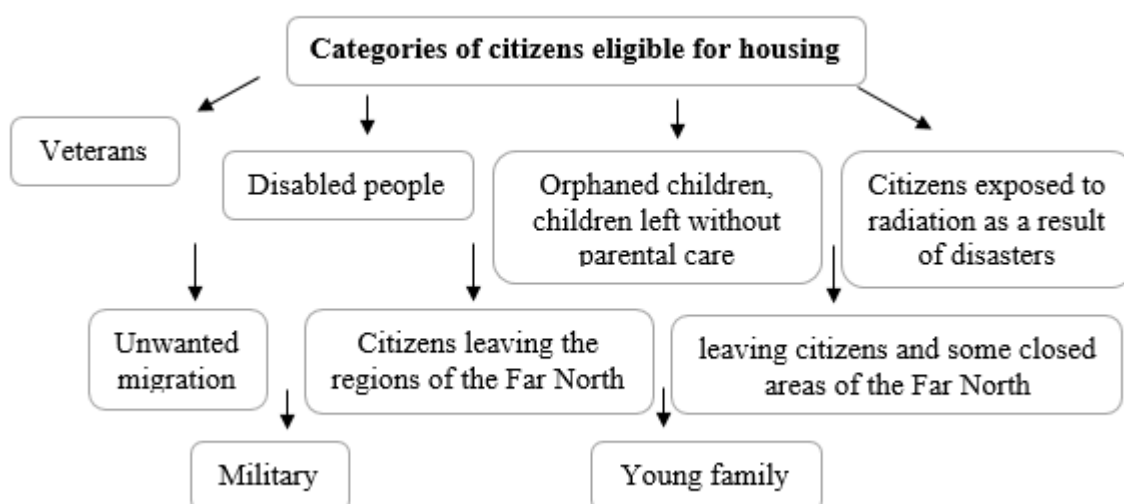 Categories of citizens eligible for housing
Veterans
Disabled people
Orphaned children,
children left without
parental care
Citizens exposed to
radiation as a result
of disasters
Unwanted
migration
Citizens leaving the
regions of the Far North
leaving citizens and some closed
areas of the Far North
Military
Young family